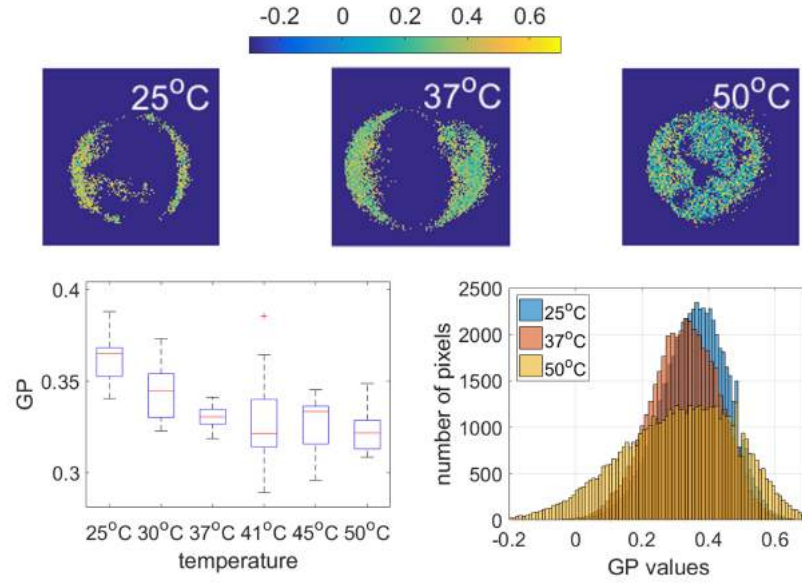 -0.2 0 0.2 0.4 0.6
25°C 37°C 50°C
0.4
0.35
0.3
GP
25°C 30°C 37°C 41°C 45°C 50°C
temperature
2500
2000
1500
1000
500
0
number of pixels
25°C
37°C
50°C
-0.2 0 0.2 0.4 0.6
GP values